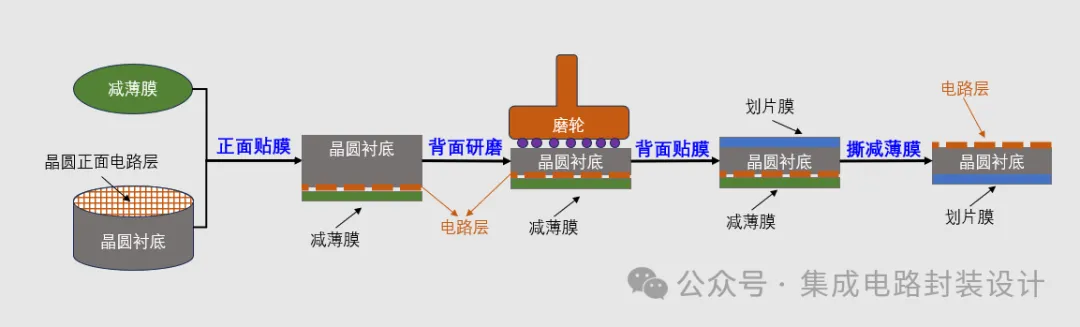 减薄膜
晶圆正面电路层
晶圆衬底
正面贴膜
晶圆衬底
减薄膜
背面研磨
电路层
磨轮
晶圆衬底
减薄膜
背面贴膜
划片膜
晶圆衬底
减薄膜
撕减薄膜
电路层
晶圆衬底
划片膜
公众号·集成电路封装设计